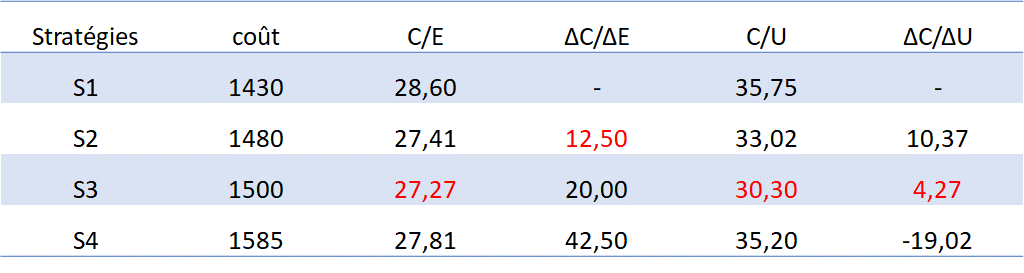 Stratégies coût C/E ΔC/ΔE C/U ΔC/ΔU
S1 1430 28,60 - 35,75 -
S2 1480 27,41 12,50 33,02 10,37
S3 1500 27,27 20,00 30,30 4,27
S4 1585 27,81 42,50 35,20 -19,02